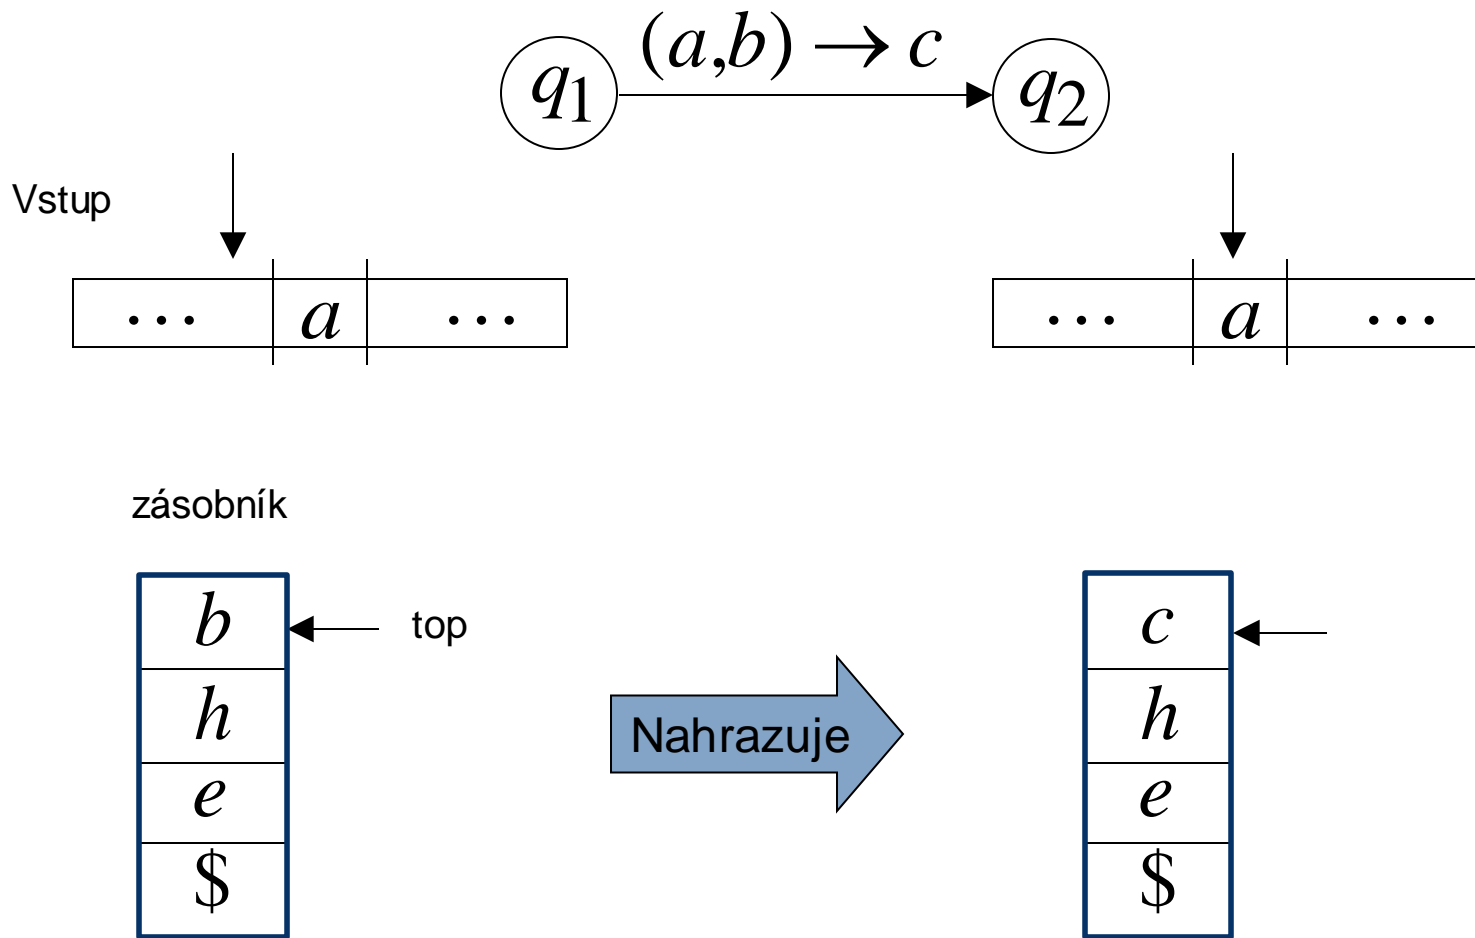 (a,b) → c
q₁ q₂
Vstup
··· a ··· ··· a ···
zásobník
b top c
h h
Nahrazuje
e e
$ $